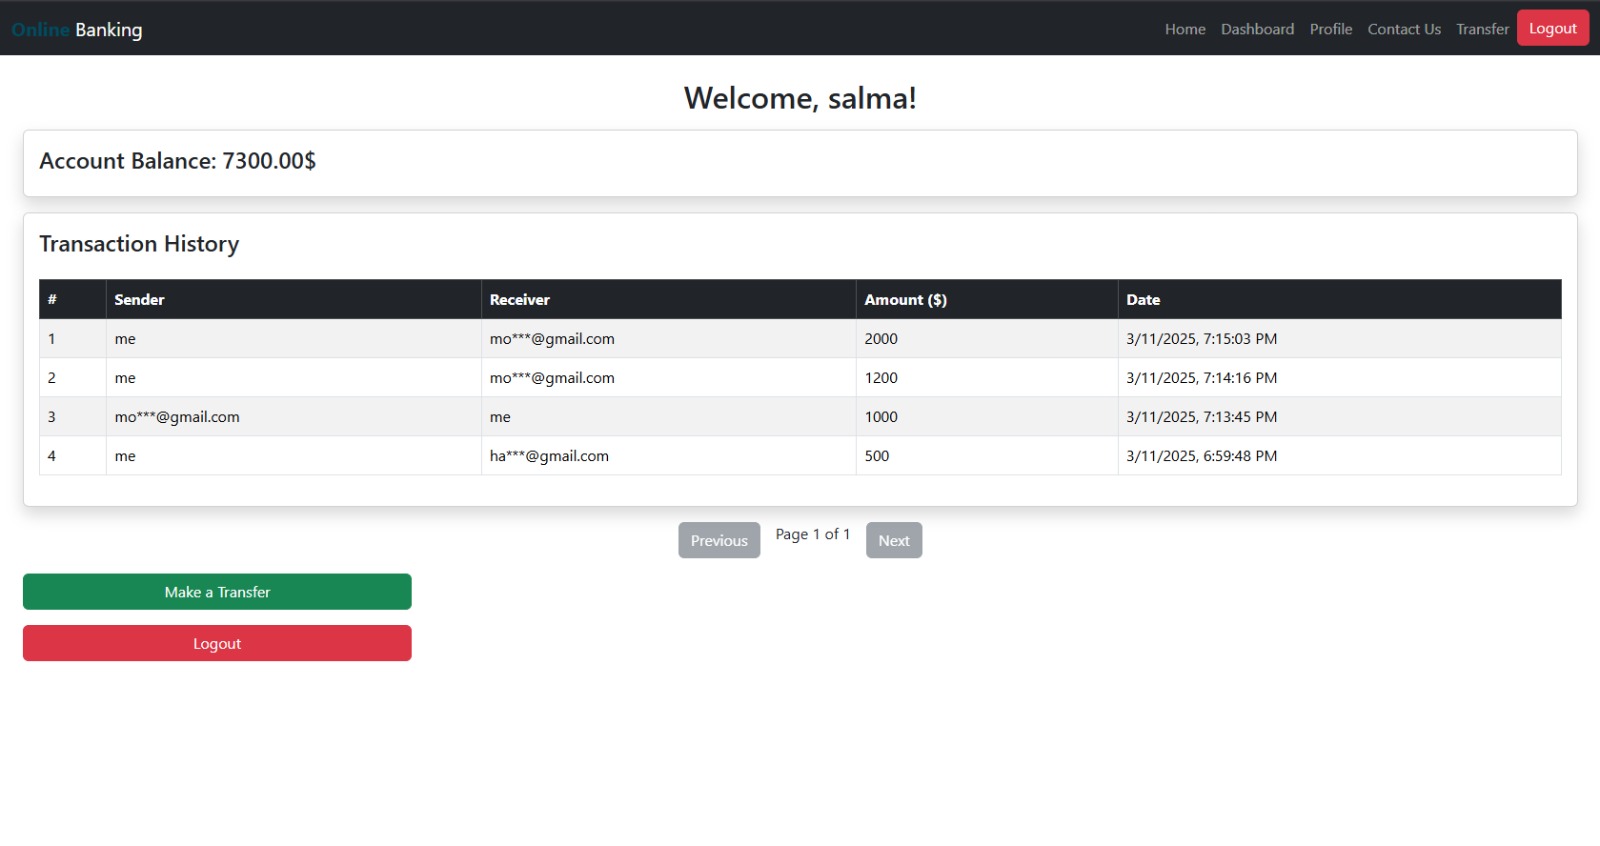 Online Banking
Home Dashboard Profile Contact Us Transfer Logout
Welcome, salma!
Account Balance: 7300.00$
Transaction History
# Sender Receiver Amount ($) Date
1 me mo***@gmail.com 2000 3/11/2025, 7:15:03 PM
2 me mo***@gmail.com 1200 3/11/2025, 7:14:16 PM
3 mo***@gmail.com me 1000 3/11/2025, 7:13:45 PM
4 me ha***@gmail.com 500 3/11/2025, 6:59:48 PM
Previous Page 1 of 1 Next
Make a Transfer
Logout